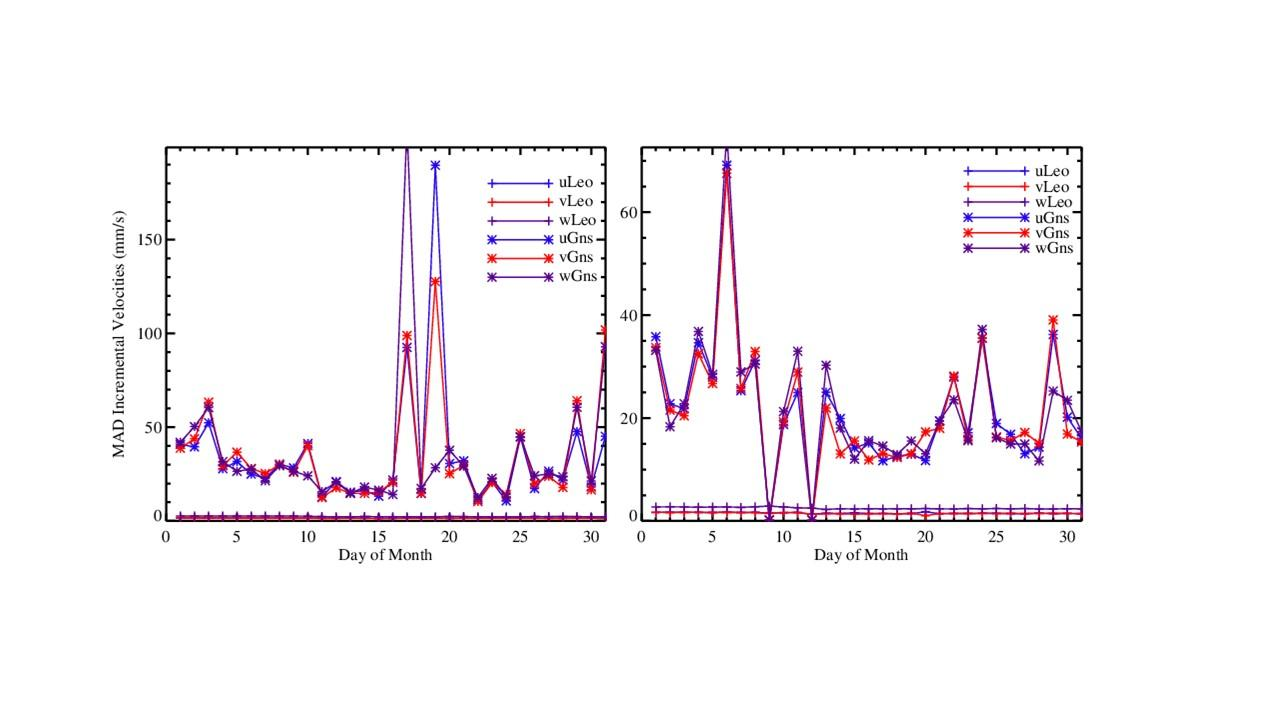 MAD Incremental Velocities (mm/s)
150
100
50
0
uLeo
vLeo
wLeo
uGns
vGns
wGns
0 5 10 15 20 25 30
Day of Month
60
40
20
0
uLeo
vLeo
wLeo
uGns
vGns
wGns
0 5 10 15 20 25 30
Day of Month